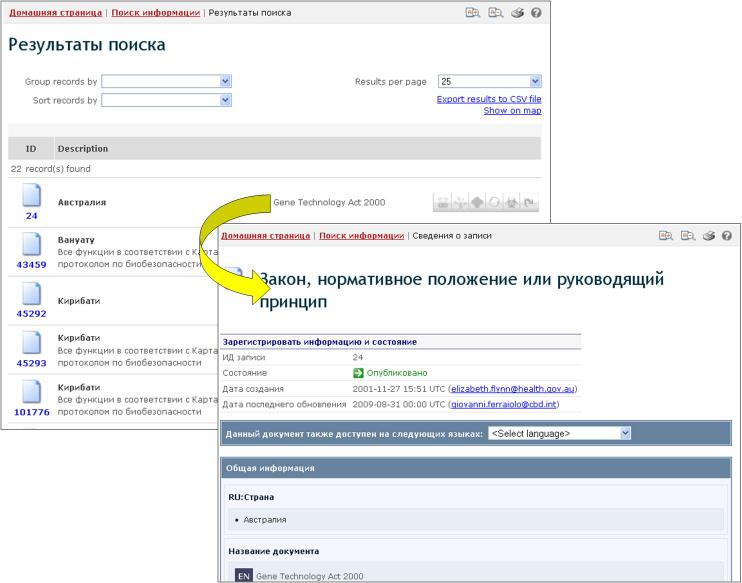 Домашняя страница | Поиск информации | Результаты поиска
Результаты поиска
Group records by
Results per page 25
Sort records by
Export results to CSV file
Show on map
ID Description
22 record(s) found
Австралия Gene Technology Act 2000
24
Вануату
Все функции в соответствии с Карта
43459 протоколом по биобезопасности
Кирибати
45292
Кирибати
Все функции в соответствии с Карта
45293 протоколом по биобезопасности
Кирибати
Все функции в соответствии с Карта
101776 протоколом по биобезопасности
Домашняя страница | Поиск информации | Сведения о записи
Закон, нормативное положение или руководящий
принцип
Зарегистрировать информацию и состояние
ИД записи 24
Состояние Опубликовано
Дата создания 2001-11-27 15:51 UTC (elizabeth.flynn@health.gov.au)
Дата последнего обновления 2009-08-31 00:00 UTC (giovanni.ferraiolo@cbd.int)
Данный документ также доступен на следующих языках: <Select language>
Общая информация
RU:Страна
• Австралия
Название документа
EN Gene Technology Act 2000